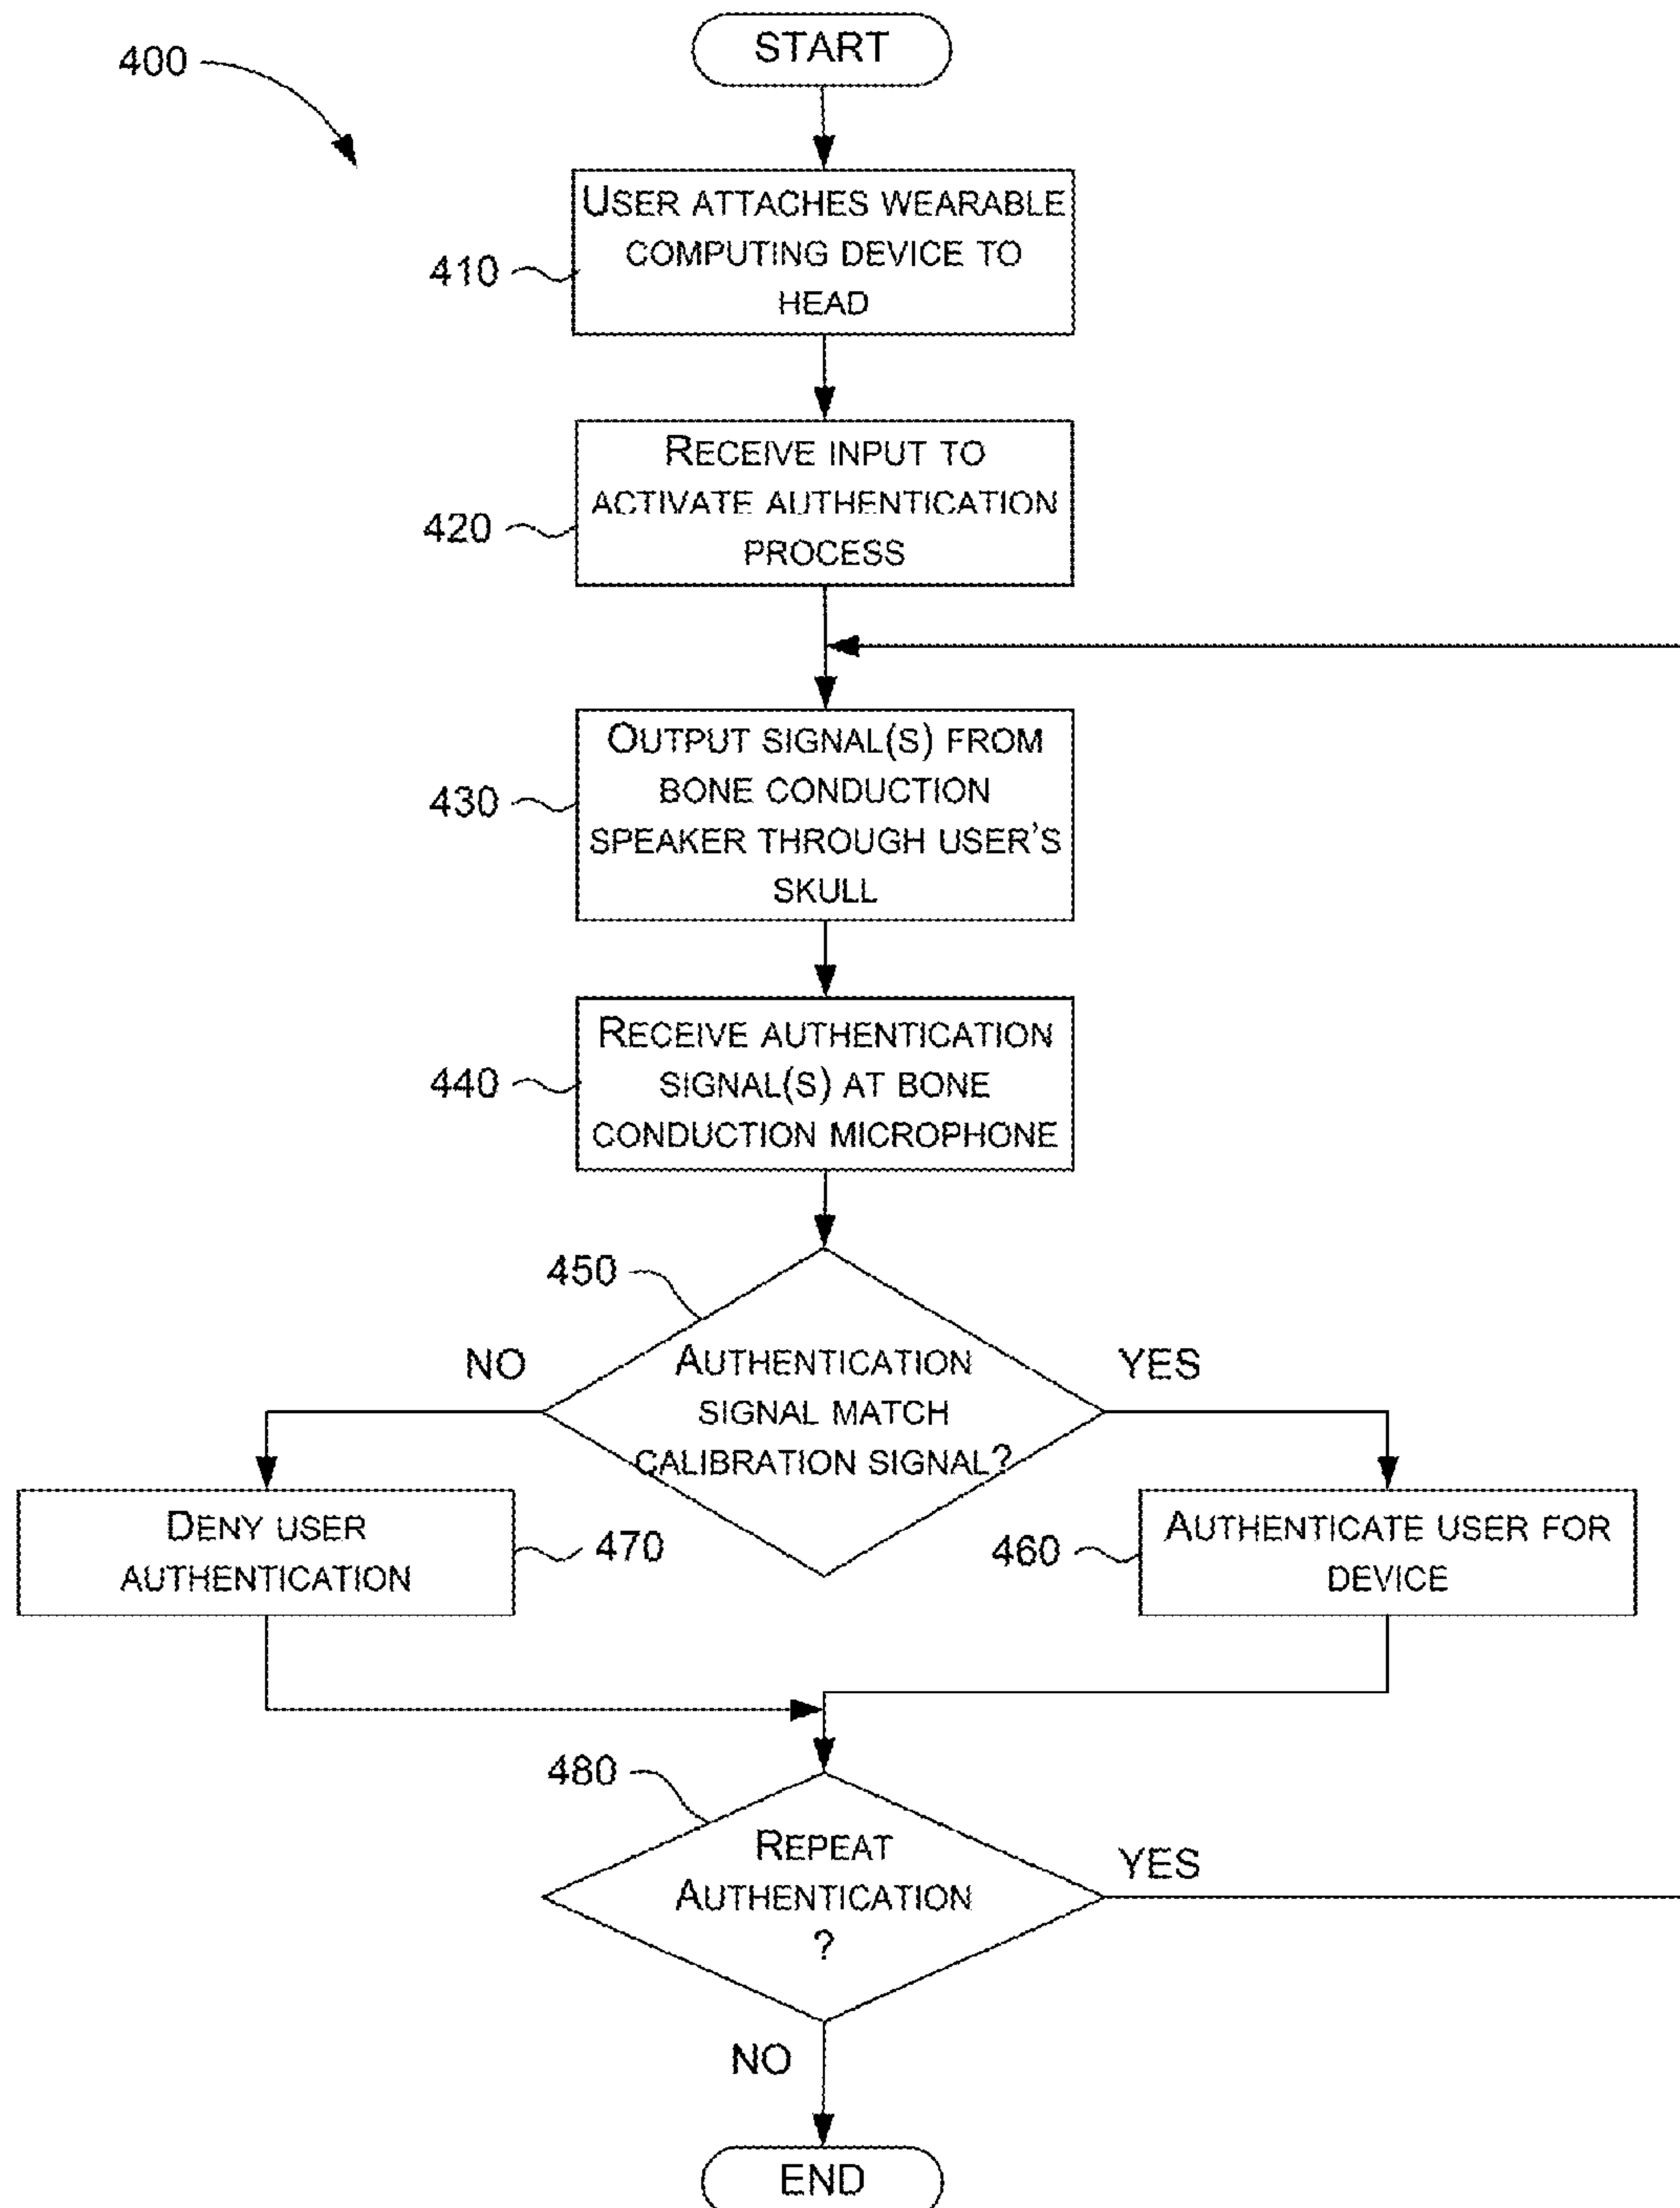 400
START
USER ATTACHES WEARABLE
COMPUTING DEVICE TO
HEAD
410
RECEIVE INPUT TO
ACTIVATE AUTHENTICATION
PROCESS
420
OUTPUT SIGNAL(S) FROM
BONE CONDUCTION
SPEAKER THROUGH USER'S
SKULL
430
RECEIVE AUTHENTICATION
SIGNAL(S) AT BONE
CONDUCTION MICROPHONE
440
450
NO
AUTHENTICATION
SIGNAL MATCH
CALIBRATION SIGNAL?
YES
DENY USER
AUTHENTICATION
470
460
AUTHENTICATE USER FOR
DEVICE
480
REPEAT
AUTHENTICATION
?
YES
NO
END